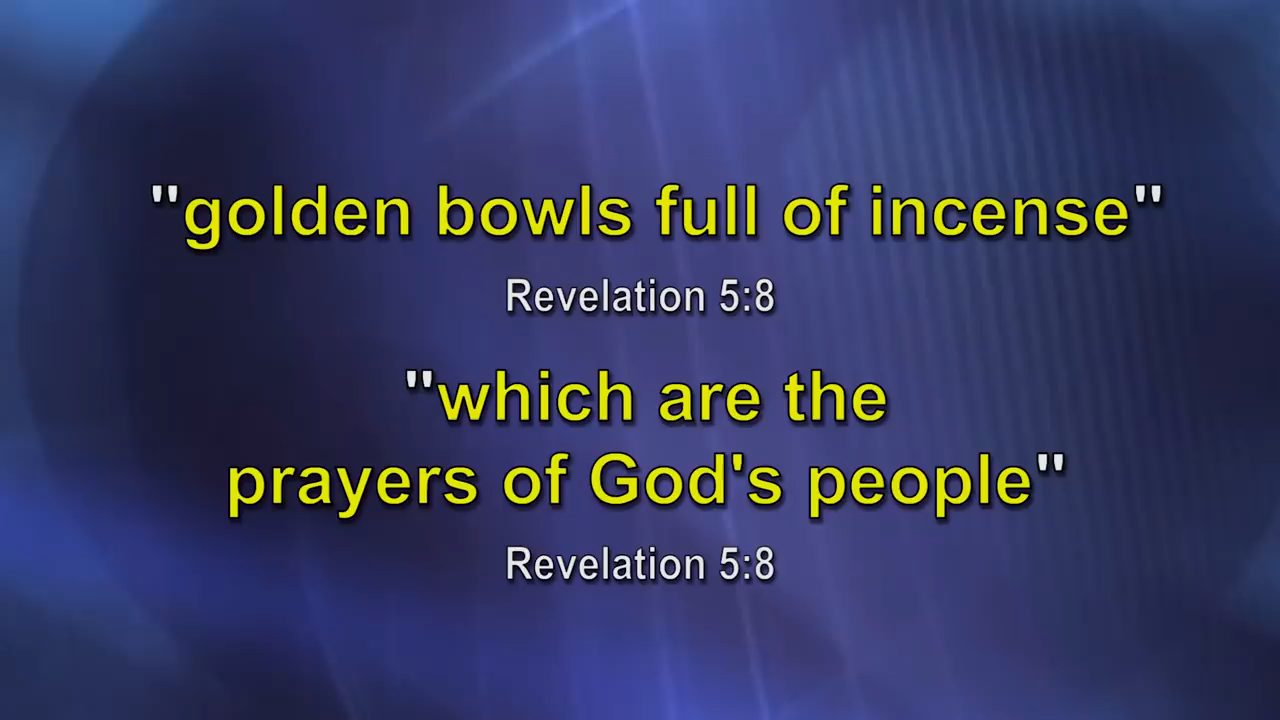 "golden bowls full of incense"
Revelation 5:8
"which are the
prayers of God's people"
Revelation 5:8